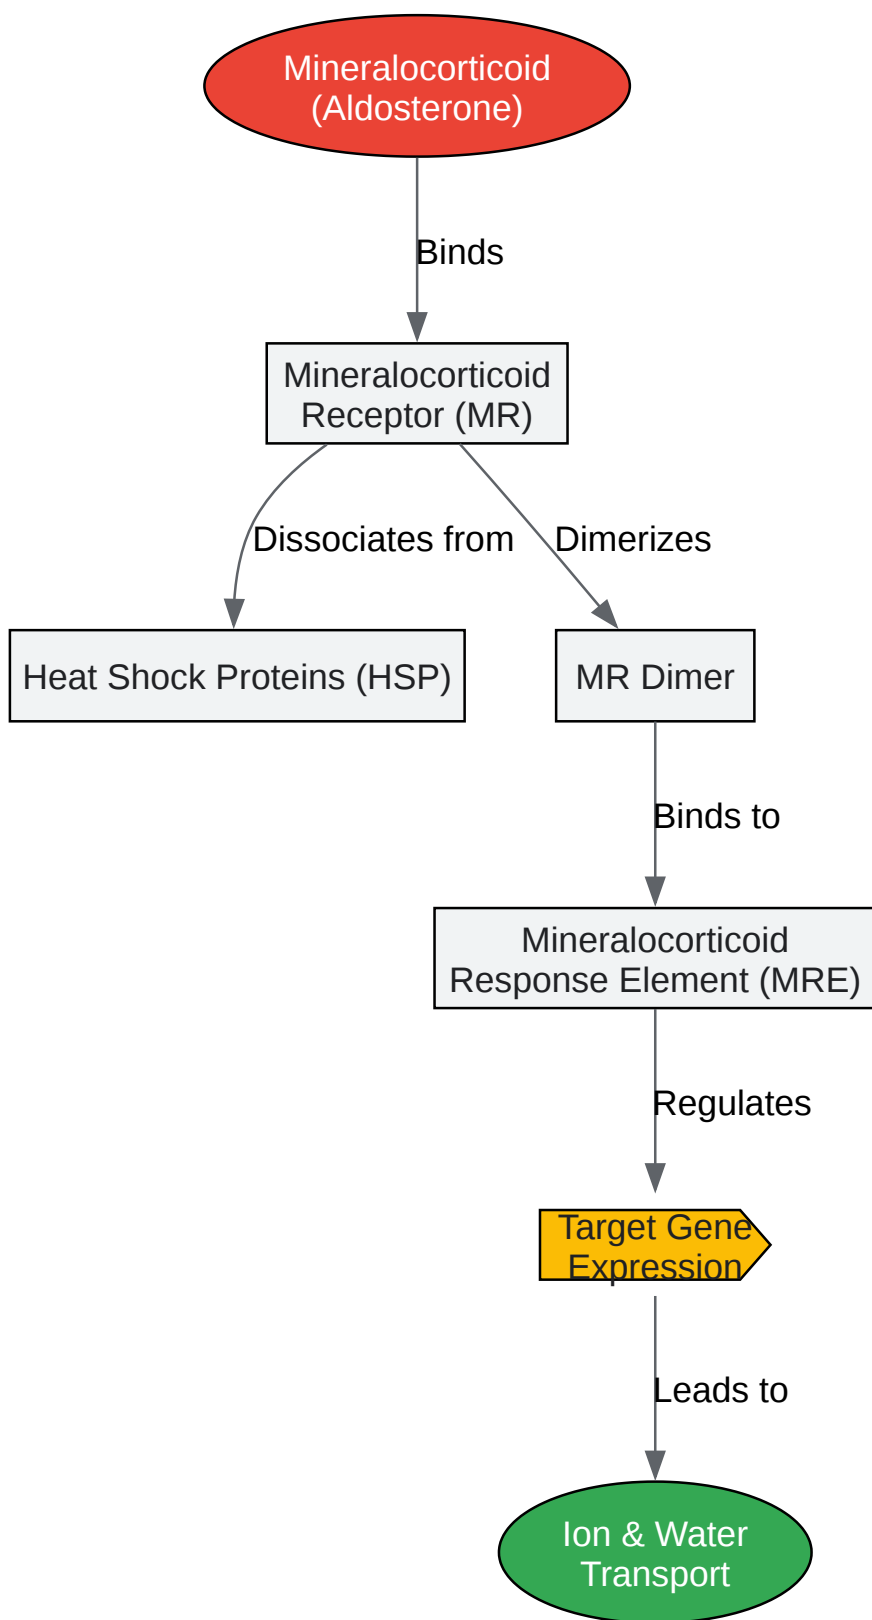 Mineralocorticoid
(Aldosterone)
Binds
Mineralocorticoid
Receptor (MR)
Dissociates from
Dimerizes
Heat Shock Proteins (HSP)
MR Dimer
Binds to
Mineralocorticoid
Response Element (MRE)
Regulates
Target Gene
Expression
Leads to
Ion & Water
Transport